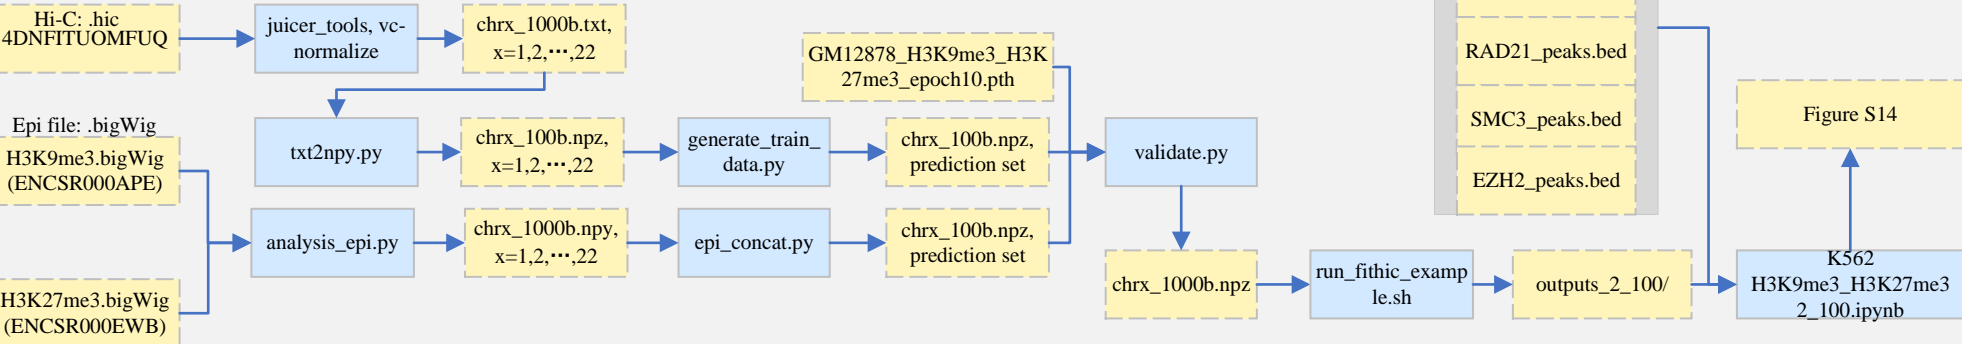 Hi-C: .hic
4DNFITUOMFUQ
juicer_tools, vc-
normalize
chrx_1000b.txt,
x=1,2,⋯,22
GM12878_H3K9me3_H3K
27me3_epoch10.pth
RAD21_peaks.bed
SMC3_peaks.bed
EZH2_peaks.bed
Figure S14
Epi file: .bigWig
H3K9me3.bigWig
(ENCSR000APE)
txt2npy.py
chrx_100b.npz,
x=1,2,⋯,22
generate_train_
data.py
chrx_100b.npz,
prediction set
validate.py
analysis_epi.py
chrx_1000b.npy,
x=1,2,⋯,22
epi_concat.py
chrx_100b.npz,
prediction set
H3K27me3.bigWig
(ENCSR000EWB)
chrx_1000b.npz
run_fithic_examp
le.sh
outputs_2_100/
K562
H3K9me3_H3K27me3
2_100.ipynb